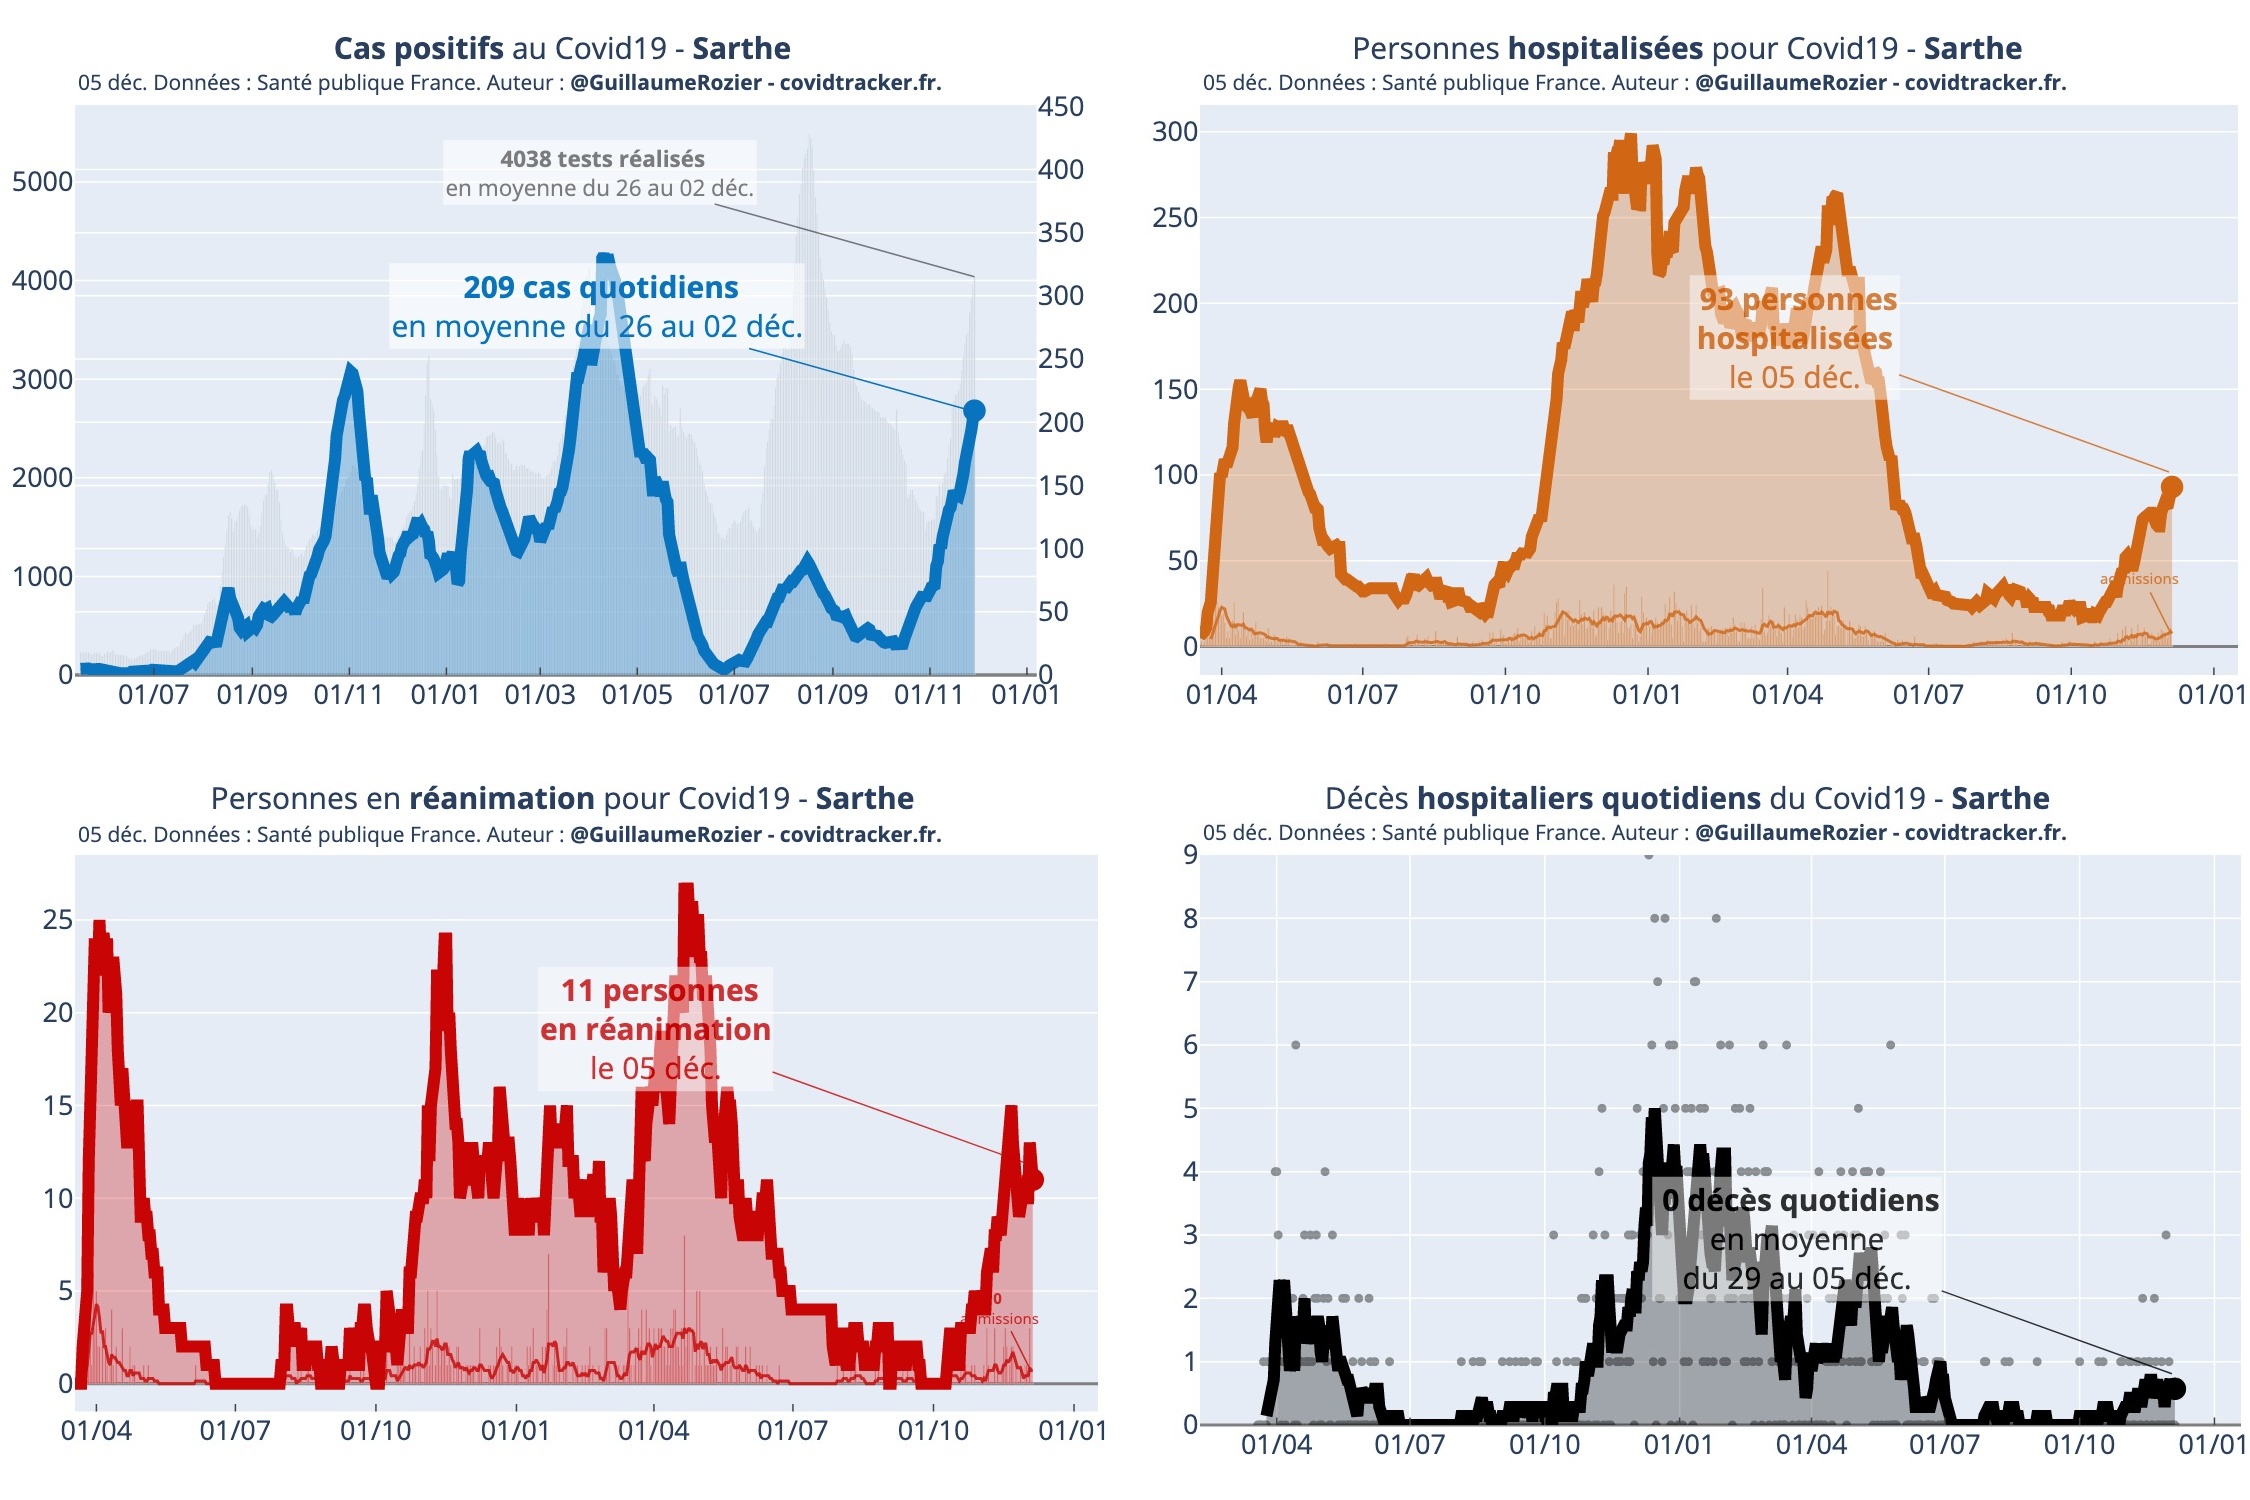 Cas positifs au Covid19 - Sarthe
05 déc. Données : Santé publique France. Auteur : @GuillaumeRozier - covidtracker.fr.
450
400
350
300
250
200
150
100
50
0
5000
4000
3000
2000
1000
0
4038 tests réalisés
en moyenne du 26 au 02 déc.
209 cas quotidiens
en moyenne du 26 au 02 déc.
01/07 01/09 01/11 01/01 01/03 01/05 01/07 01/09 01/11 01/01
Personnes hospitalisées pour Covid19 - Sarthe
05 déc. Données : Santé publique France. Auteur : @GuillaumeRozier - covidtracker.fr.
300
250
200
150
100
50
0
93 personnes
hospitalisées
le 05 déc.
admissions
01/04 01/07 01/10 01/01 01/04 01/07 01/10 01/01
Personnes en réanimation pour Covid19 - Sarthe
05 déc. Données : Santé publique France. Auteur : @GuillaumeRozier - covidtracker.fr.
25
20
15
10
5
0
11 personnes
en réanimation
le 05 déc.
0
admissions
01/04 01/07 01/10 01/01 01/04 01/07 01/10 01/01
Décès hospitaliers quotidiens du Covid19 - Sarthe
05 déc. Données : Santé publique France. Auteur : @GuillaumeRozier - covidtracker.fr.
9
8
7
6
5
4
3
2
1
0
0 décès quotidiens
en moyenne
du 29 au 05 déc.
01/04 01/07 01/10 01/01 01/04 01/07 01/10 01/01